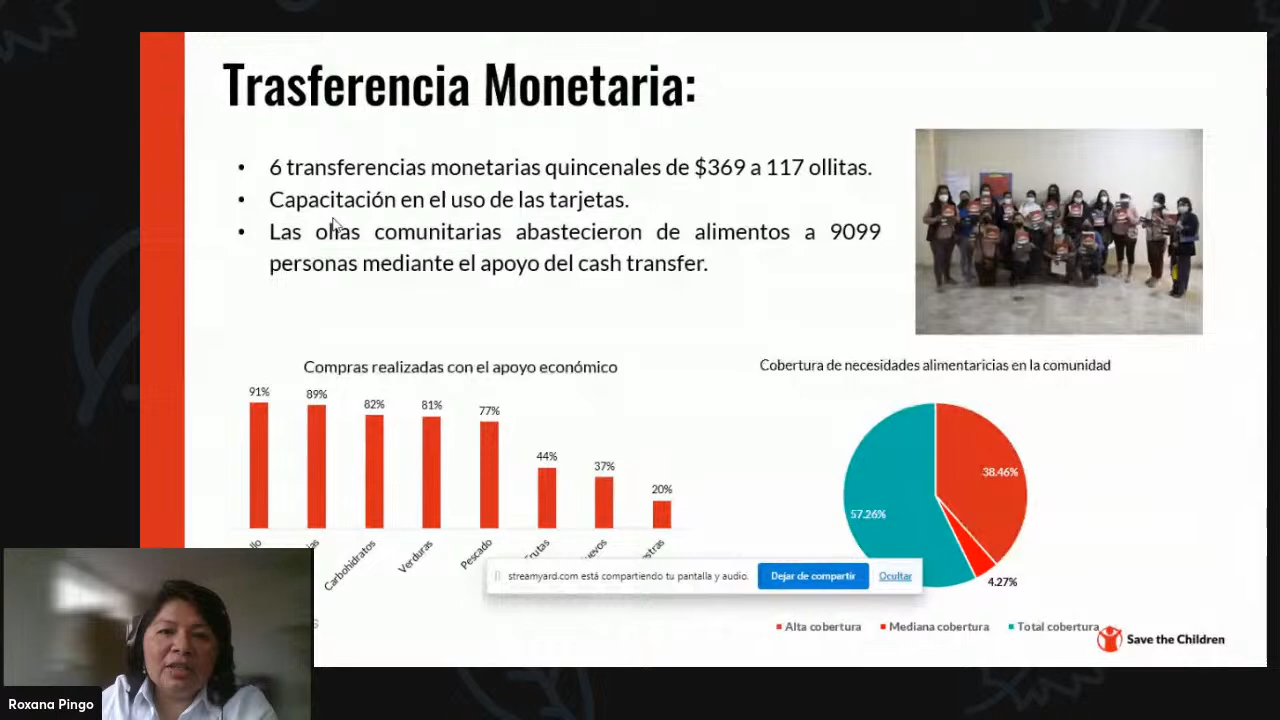 Trasferencia Monetaria:
• 6 transferencias monetarias quincenales de $369 a 117 ollitas.
• Capacitación en el uso de las tarjetas.
• Las ollas comunitarias abastecieron de alimentos a 9099
personas mediante el apoyo del cash transfer.
Compras realizadas con el apoyo económico
91%
89%
82%
81%
77%
44%
37%
20%
Carbohidratos
Verduras
Pescado
Cobertura de necesidades alimentaricias en la comunidad
38.46%
57.26%
4.27%
Alta cobertura
Mediana cobertura
Total cobertura
Save the Children
streamyard.com está compartiendo tu pantalla y audio.
Dejar de compartir
Ocultar
Roxana Pingo